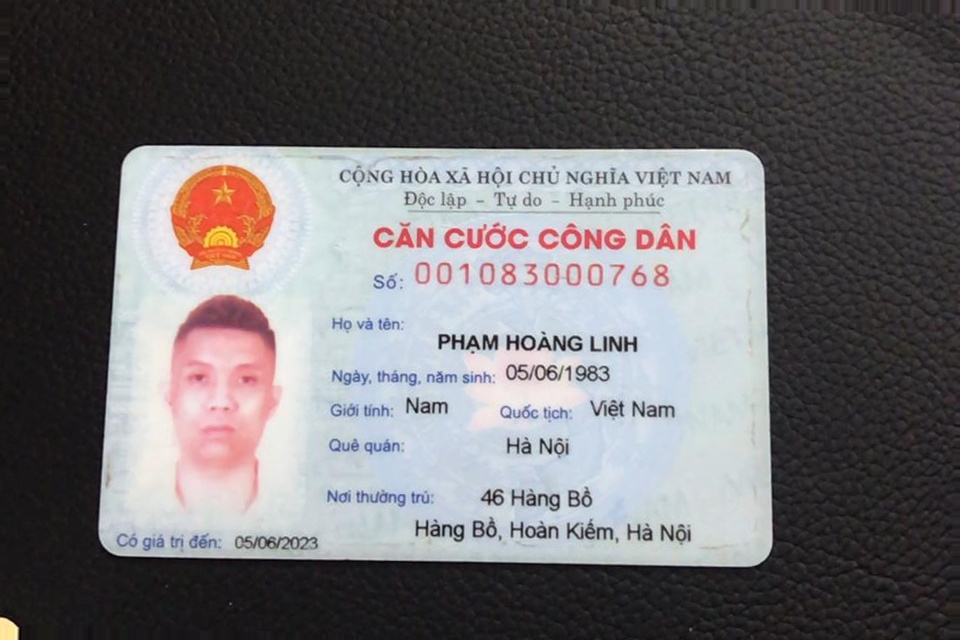 CỘNG HÒA XÃ HỘI CHỦ NGHĨA VIỆT NAM
Độc lập – Tự do – Hạnh phúc
CĂN CƯỚC CÔNG DÂN
Số: 001083000768
Họ và tên:
PHẠM HOÀNG LINH
Ngày, tháng, năm sinh: 05/06/1983
Giới tính: Nam Quốc tịch: Việt Nam
Quê quán: Hà Nội
Nơi thường trú: 46 Hàng Bồ
Hàng Bồ, Hoàn Kiếm, Hà Nội
Có giá trị đến: 05/06/2023